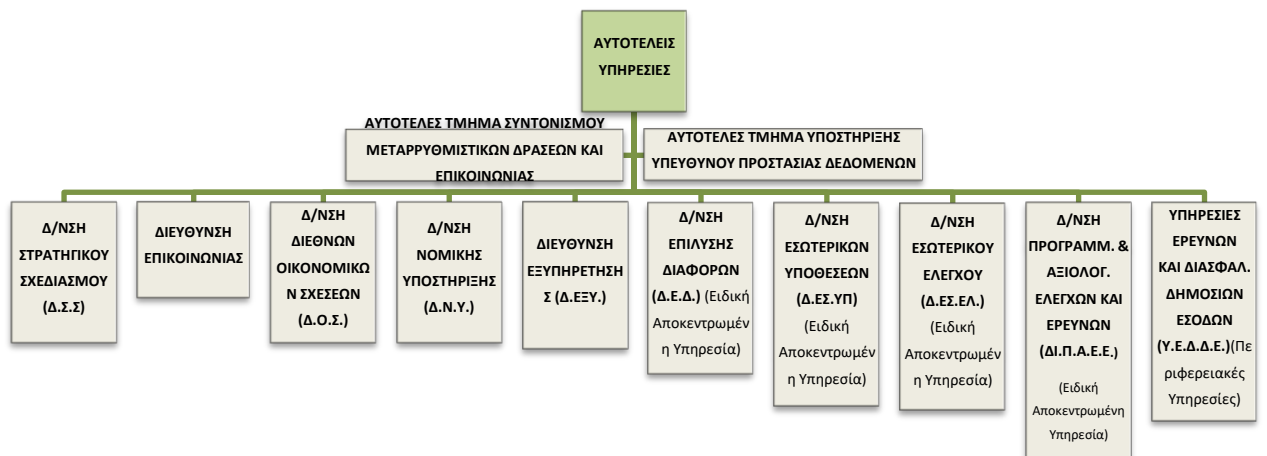 ΑΥΤΟΤΕΛΕΙΣ
ΥΠΗΡΕΣΙΕΣ
ΑΥΤΟΤΕΛΕΣ ΤΜΗΜΑ ΣΥΝΤΟΝΙΣΜΟΥ
ΜΕΤΑΡΡΥΘΜΙΣΤΙΚΩΝ ΔΡΑΣΕΩΝ ΚΑΙ
ΕΠΙΚΟΙΝΩΝΙΑΣ
ΑΥΤΟΤΕΛΕΣ ΤΜΗΜΑ ΥΠΟΣΤΗΡΙΞΗΣ
ΥΠΕΥΘΥΝΟΥ ΠΡΟΣΤΑΣΙΑΣ ΔΕΔΟΜΕΝΩΝ
Δ/ΝΣΗ
ΣΤΡΑΤΗΓΙΚΟΥ
ΣΧΕΔΙΑΣΜΟΥ
(Δ.Σ.Σ)
ΔΙΕΥΘΥΝΣΗ
ΕΠΙΚΟΙΝΩΝΙΑΣ
Δ/ΝΣΗ
ΔΙΕΘΝΩΝ
ΟΙΚΟΝΟΜΙΚΩ
Ν ΣΧΕΣΕΩΝ
(Δ.Ο.Σ.)
Δ/ΝΣΗ
ΝΟΜΙΚΗΣ
ΥΠΟΣΤΗΡΙΞΗΣ
(Δ.Ν.Υ.)
ΔΙΕΥΘΥΝΣΗ
ΕΞΥΠΗΡΕΤΗΣΗ
Σ (Δ.ΕΞΥ.)
Δ/ΝΣΗ
ΕΠΙΛΥΣΗΣ
ΔΙΑΦΟΡΩΝ
(Δ.Ε.Δ.) (Ειδική
Αποκεντρωμέν
η Υπηρεσία)
Δ/ΝΣΗ
ΕΣΩΤΕΡΙΚΩΝ
ΥΠΟΘΕΣΕΩΝ
(Δ.ΕΣ.ΥΠ)
(Ειδική
Αποκεντρωμέν
η Υπηρεσία)
Δ/ΝΣΗ
ΕΣΩΤΕΡΙΚΟΥ
ΕΛΕΓΧΟΥ
(Δ.ΕΣ.ΕΛ.)
(Ειδική
Αποκεντρωμέν
η Υπηρεσία)
Δ/ΝΣΗ
ΠΡΟΓΡΑΜΜ. &
ΑΞΙΟΛΟΓ.
ΕΛΕΓΧΩΝ ΚΑΙ
ΕΡΕΥΝΩΝ
(ΔΙ.Π.Α.Ε.Ε.)
(Ειδική
Αποκεντρωμένη
Υπηρεσία)
ΥΠΗΡΕΣΙΕΣ
ΕΡΕΥΝΩΝ
ΚΑΙ ΔΙΑΣΦΑΛ.
ΔΗΜΟΣΙΩΝ
ΕΣΟΔΩΝ
(Υ.Ε.Δ.Δ.Ε.)(Πε
ριφερειακές
Υπηρεσίες)